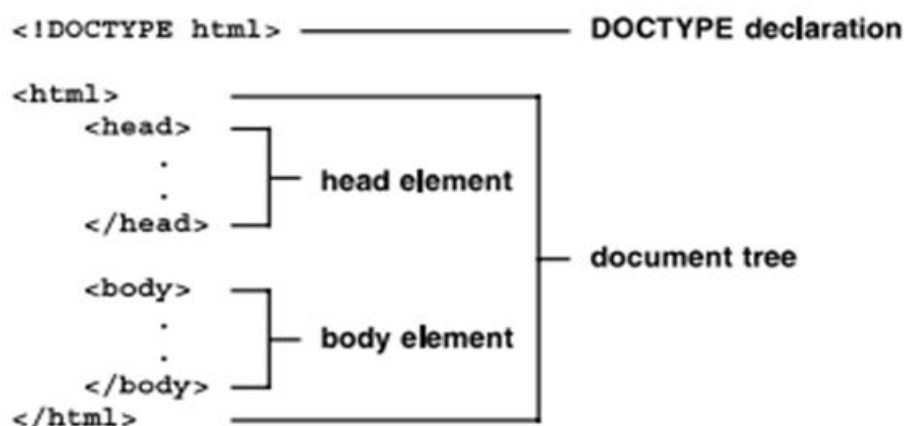 <!DOCTYPE html> DOCTYPE declaration
<html>
<head>
.
head element
.
</head>
document tree
<body>
.
body element
.
</body>
</html>